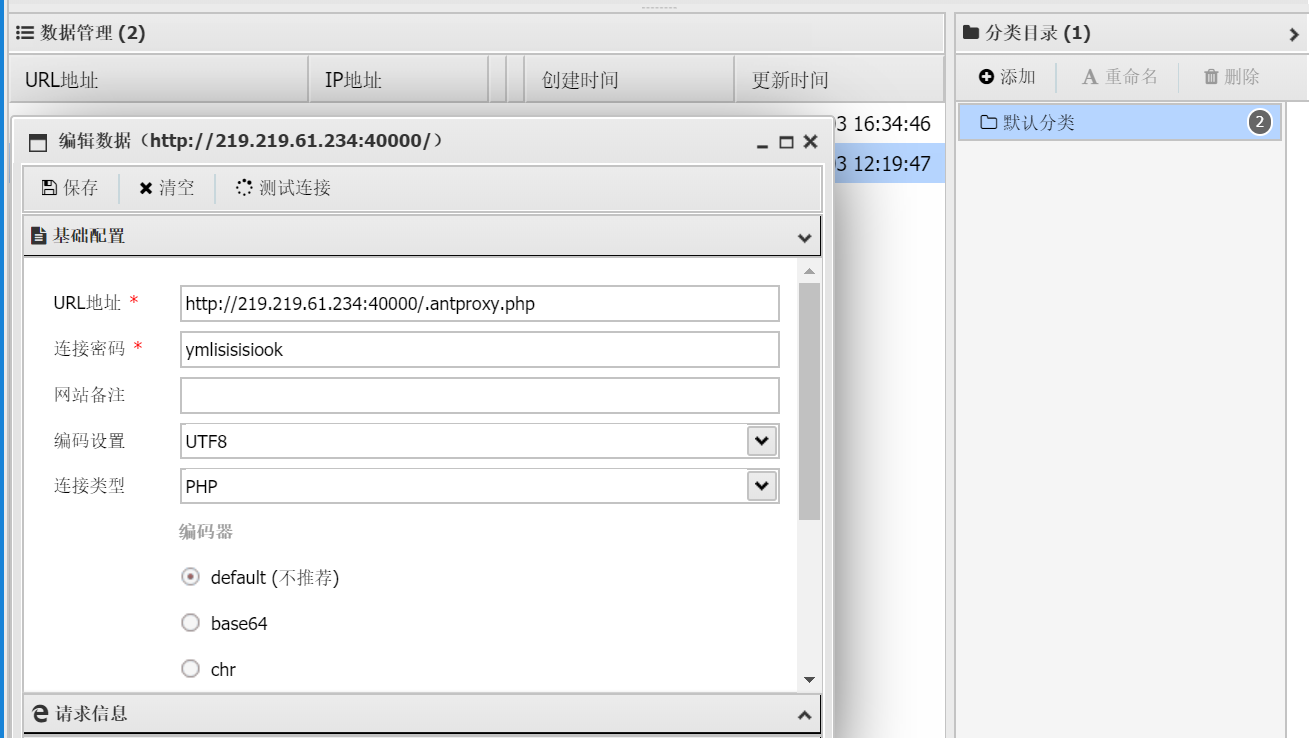 数据管理 (2)
分类目录 (1)
URL地址 IP地址 创建时间 更新时间
添加 重命名 删除
3 16:34:46
默认分类 2
编辑数据（http://219.219.61.234:40000/）
3 12:19:47
保存 清空 测试连接
基础配置
URL地址 * http://219.219.61.234:40000/.antproxy.php
连接密码 * ymlisisisiook
网站备注
编码设置 UTF8
连接类型 PHP
编码器
default (不推荐)
base64
chr
请求信息